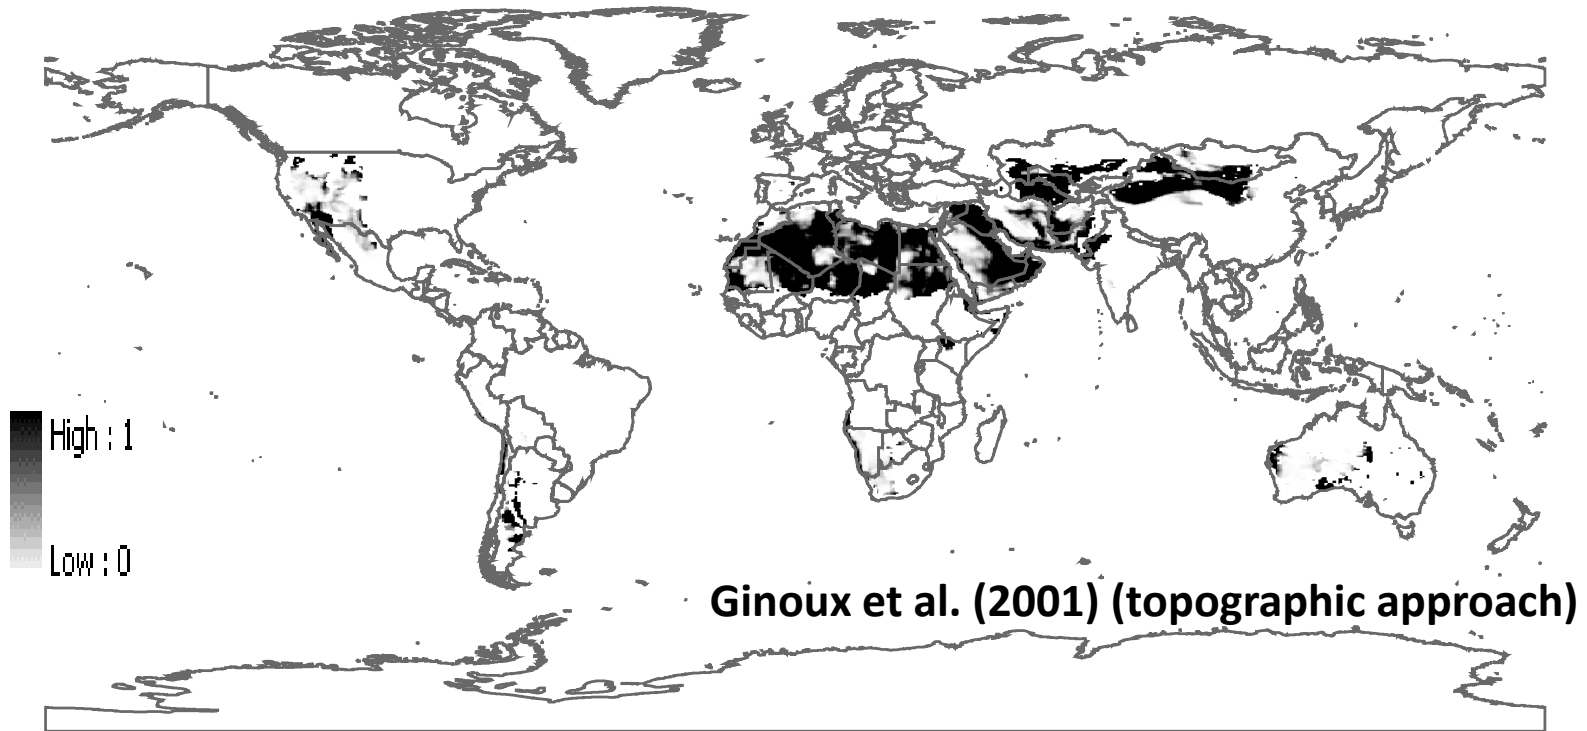 High : 1
Low : 0
Ginoux et al. (2001) (topographic approach)